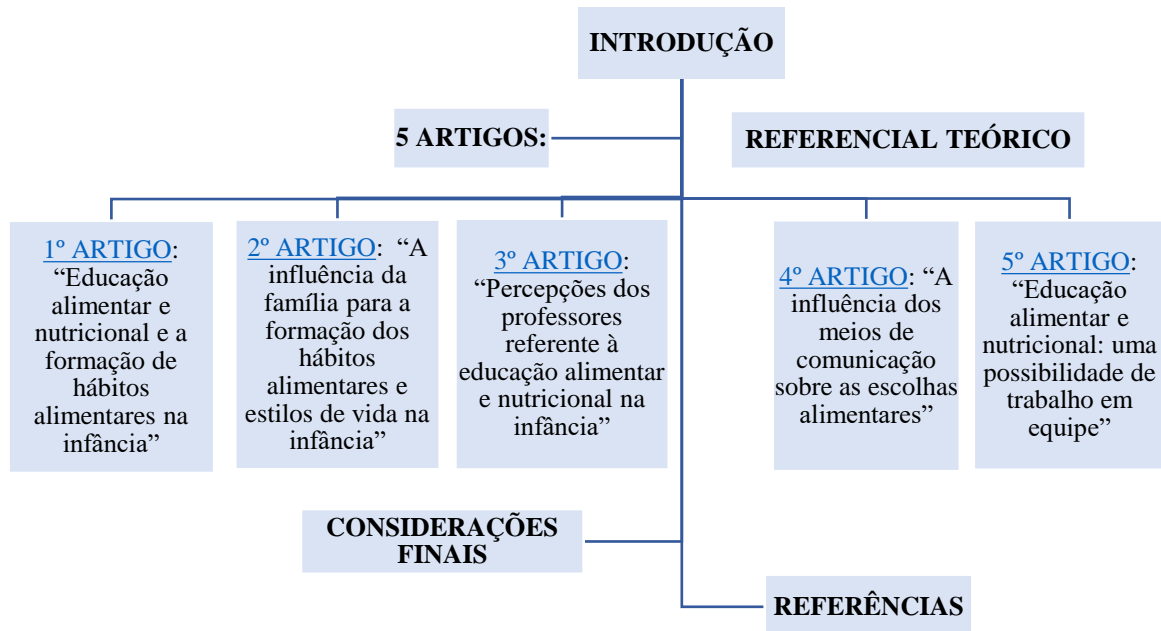 INTRODUÇÃO
5 ARTIGOS:
REFERENCIAL TEÓRICO
1º ARTIGO:
“Educação
alimentar e
nutricional e a
formação de
hábitos
alimentares na
infância”
2º ARTIGO: “A
influência da
família para a
formação dos
hábitos
alimentares e
estilos de vida na
infância”
3º ARTIGO:
“Percepções dos
professores
referente à
educação alimentar
e nutricional na
infância”
4º ARTIGO: “A
influência dos
meios de
comunicação
sobre as escolhas
alimentares”
5º ARTIGO:
“Educação
alimentar e
nutricional: uma
possibilidade de
trabalho em
equipe”
CONSIDERAÇÕES
FINAIS
REFERÊNCIAS